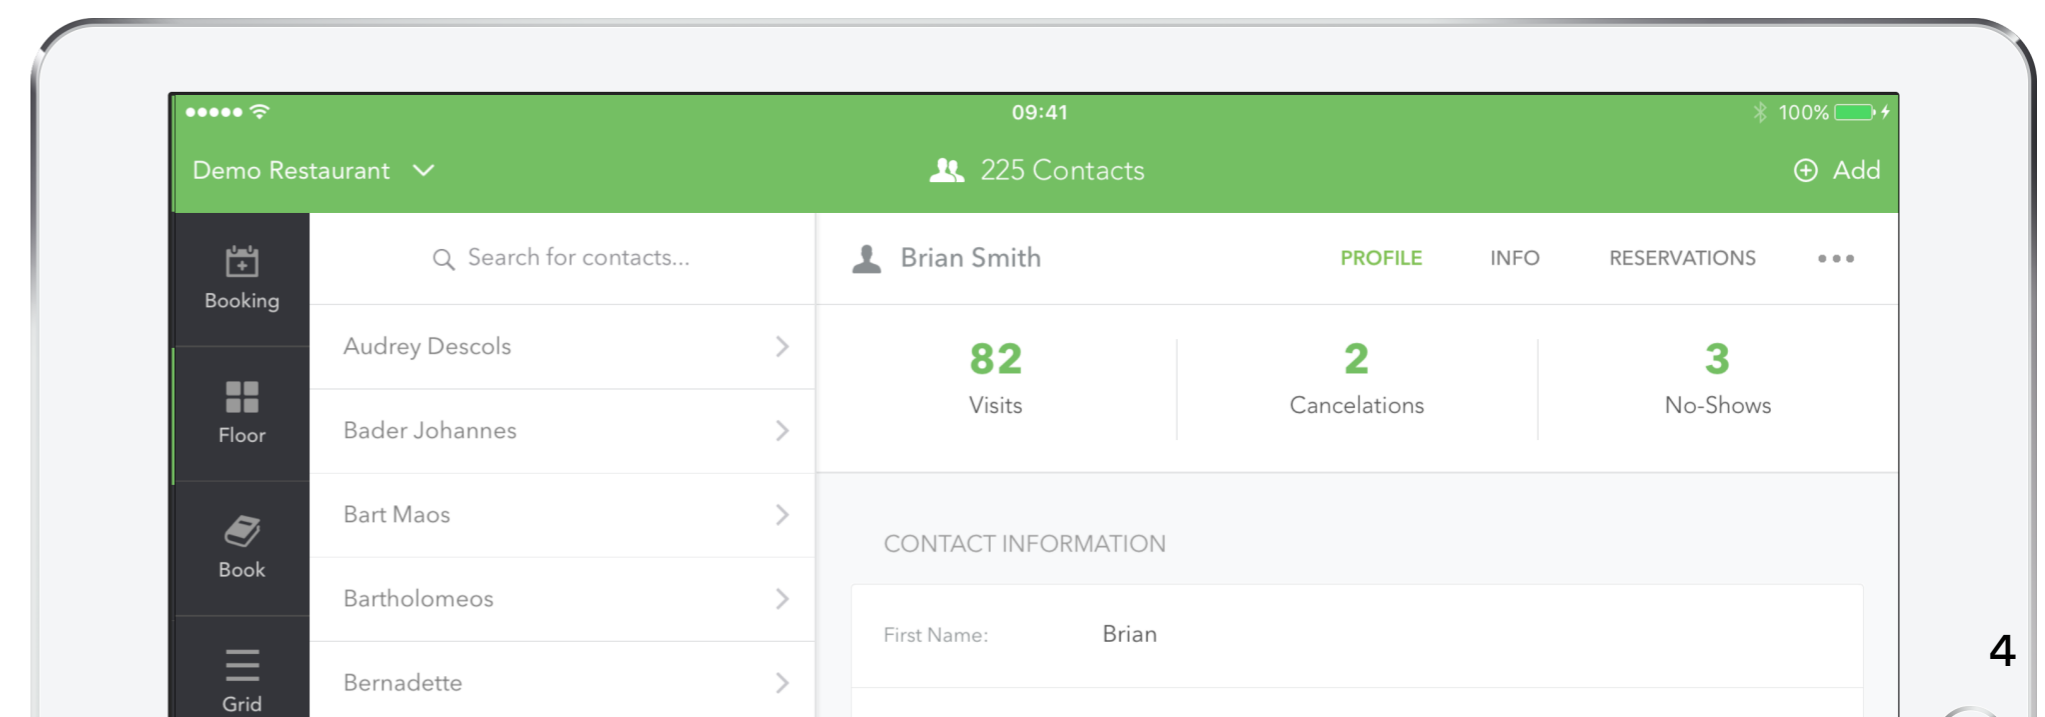 09:41
100%
Demo Restaurant
225 Contacts
Add
Booking
Floor
Book
Grid
Search for contacts...
Audrey Descols
Bader Johannes
Bart Maos
Bartholomeos
Bernadette
Brian Smith
PROFILE
INFO
RESERVATIONS
82
Visits
2
Cancelations
3
No-Shows
CONTACT INFORMATION
First Name: Brian
4